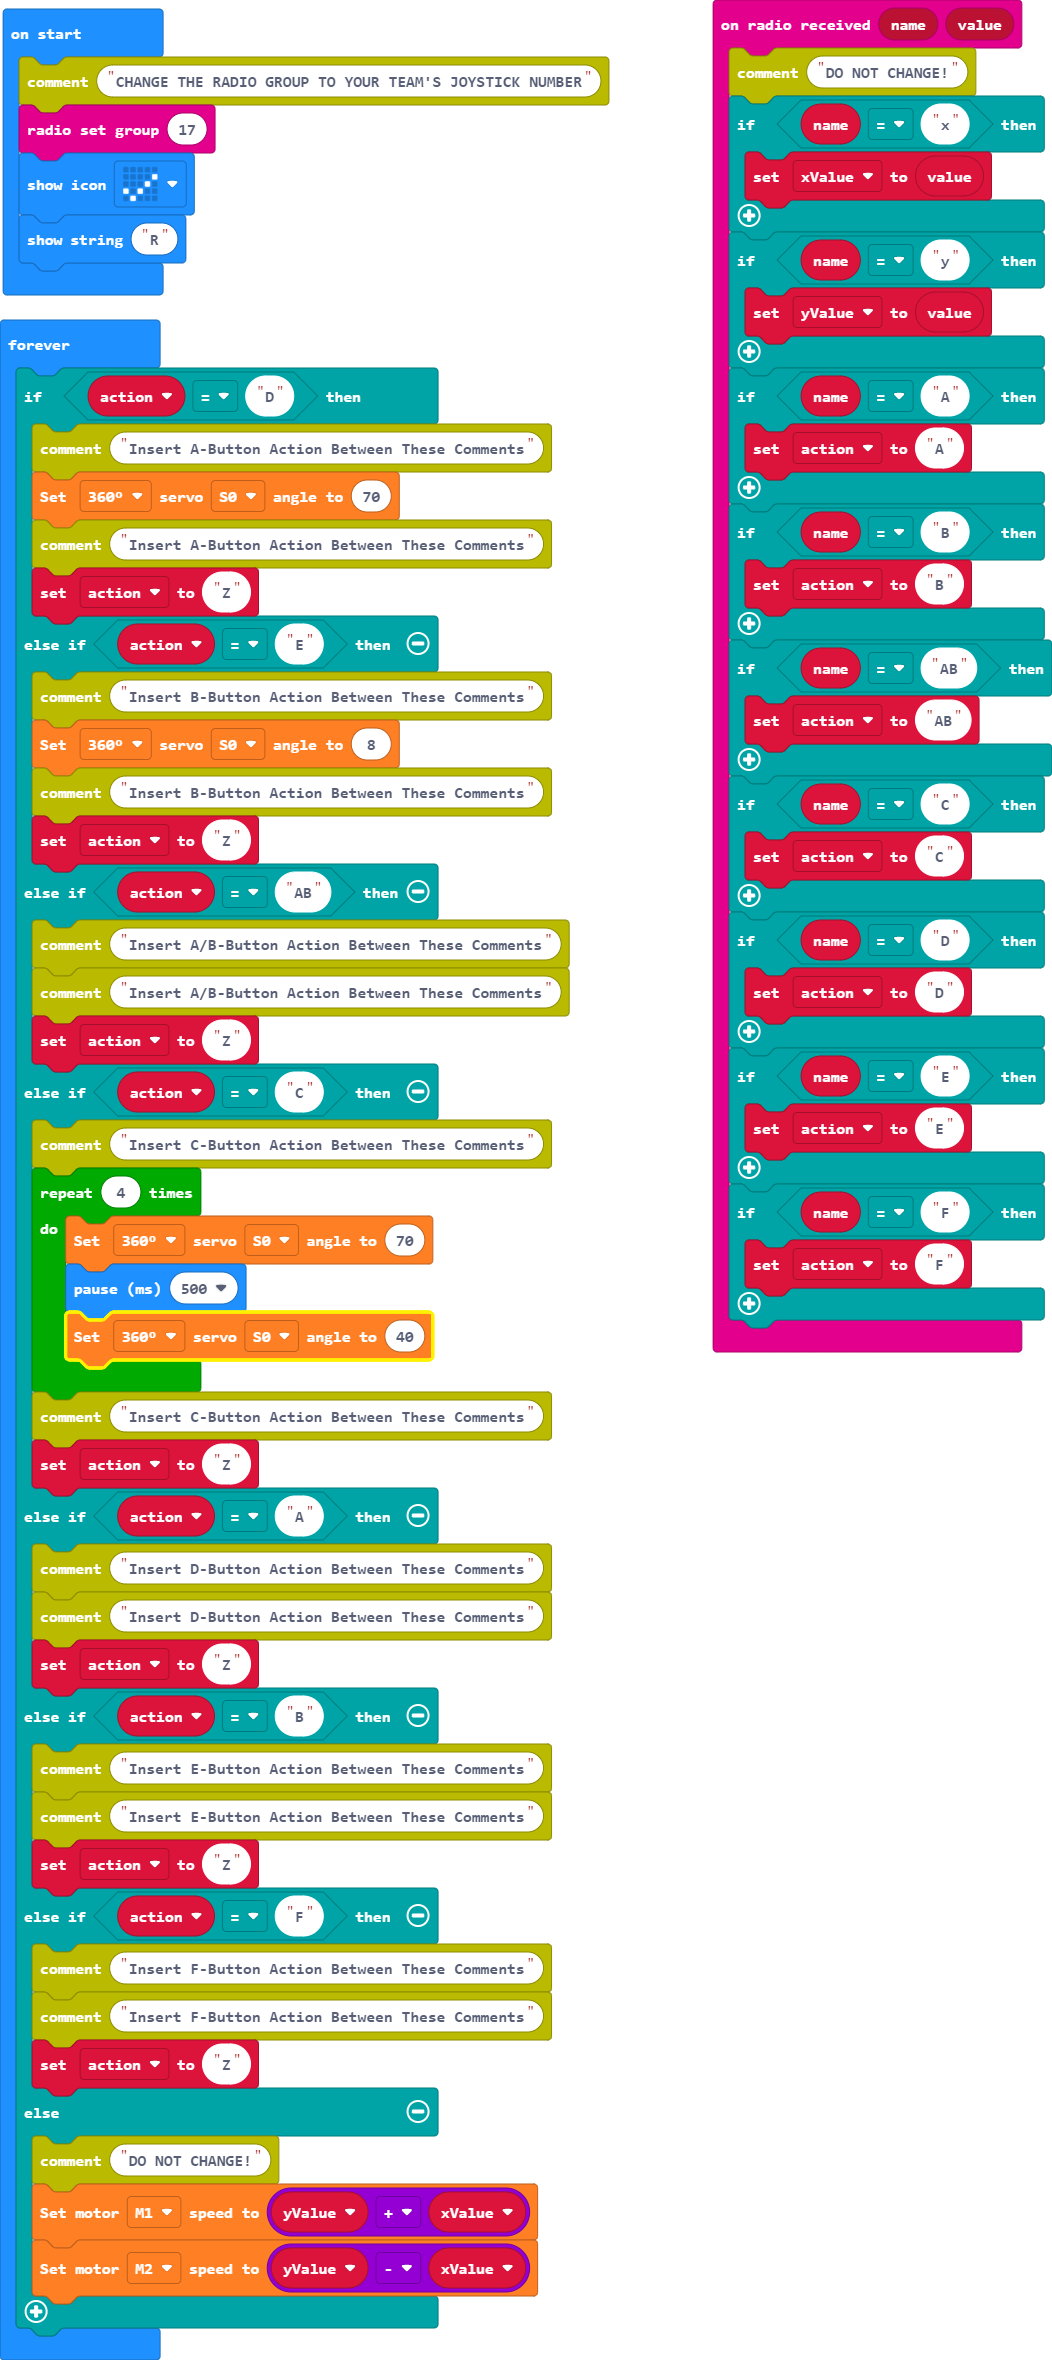 on start
comment "CHANGE THE RADIO GROUP TO YOUR TEAM'S JOYSTICK NUMBER"
radio set group 17
show icon
show string "R"
forever
if action = "D" then
comment "Insert A-Button Action Between These Comments"
Set 360º servo S0 angle to 70
comment "Insert A-Button Action Between These Comments"
set action to "Z"
else if action = "E" then
comment "Insert B-Button Action Between These Comments"
Set 360º servo S0 angle to 8
comment "Insert B-Button Action Between These Comments"
set action to "Z"
else if action = "AB" then
comment "Insert A/B-Button Action Between These Comments"
comment "Insert A/B-Button Action Between These Comments"
set action to "Z"
else if action = "C" then
comment "Insert C-Button Action Between These Comments"
repeat 4 times
do Set 360º servo S0 angle to 70
pause (ms) 500
Set 360º servo S0 angle to 40
comment "Insert C-Button Action Between These Comments"
set action to "Z"
else if action = "A" then
comment "Insert D-Button Action Between These Comments"
comment "Insert D-Button Action Between These Comments"
set action to "Z"
else if action = "B" then
comment "Insert E-Button Action Between These Comments"
comment "Insert E-Button Action Between These Comments"
set action to "Z"
else if action = "F" then
comment "Insert F-Button Action Between These Comments"
comment "Insert F-Button Action Between These Comments"
set action to "Z"
else
comment "DO NOT CHANGE!"
Set motor M1 speed to yValue + xValue
Set motor M2 speed to yValue - xValue
on radio received name value
comment "DO NOT CHANGE!"
if name = "x" then
set xValue to value
if name = "y" then
set yValue to value
if name = "A" then
set action to "A"
if name = "B" then
set action to "B"
if name = "AB" then
set action to "AB"
if name = "C" then
set action to "C"
if name = "D" then
set action to "D"
if name = "E" then
set action to "E"
if name = "F" then
set action to "F"